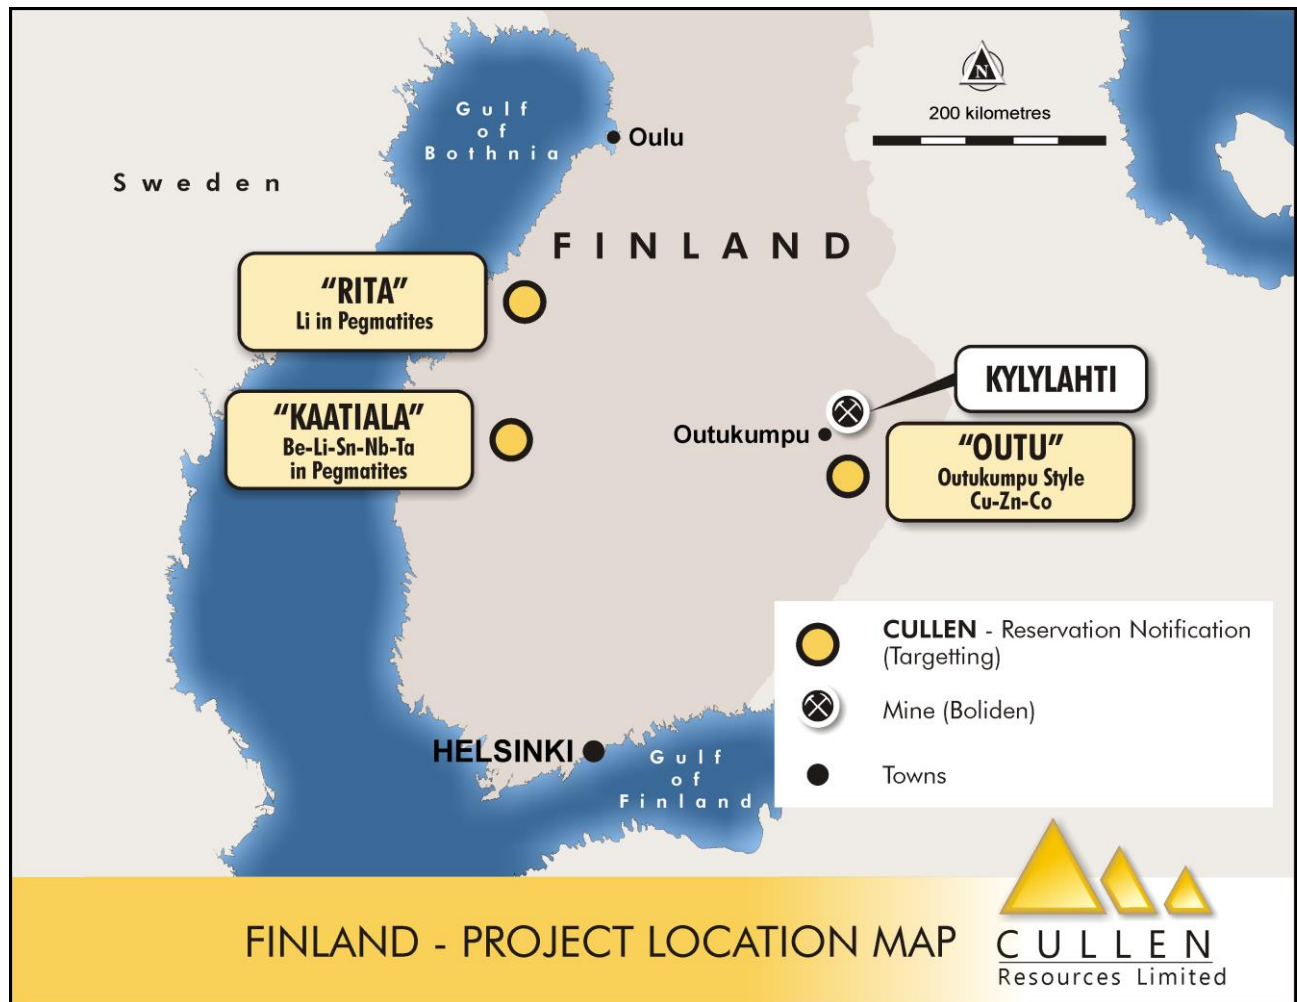 Gulf
of
Bothnia
Oulu
N
200 kilometres
Sweden
FINLAND
“RITA”
Li in Pegmatites
“KAATIALA”
Be-Li-Sn-Nb-Ta
in Pegmatites
KYLYLAHTI
Outukumpu
“OUTU”
Outukumpu Style
Cu-Zn-Co
CULLEN - Reservation Notification
(Targetting)
Mine (Boliden)
Towns
HELSINKI
Gulf
of
Finland
FINLAND - PROJECT LOCATION MAP
CULLEN
Resources Limited